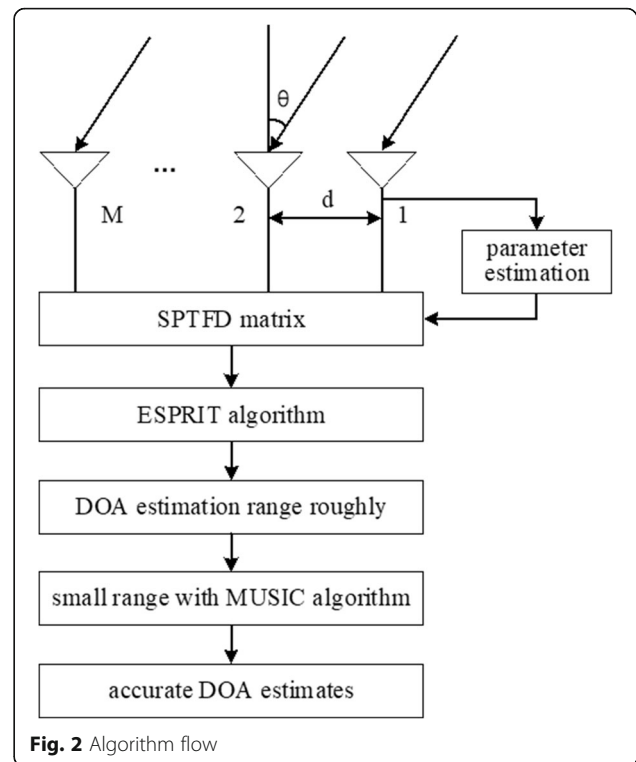 θ
...
M
2
d
1
parameter
estimation
SPTFD matrix
ESPRIT algorithm
DOA estimation range roughly
small range with MUSIC algorithm
accurate DOA estimates
Fig. 2 Algorithm flow